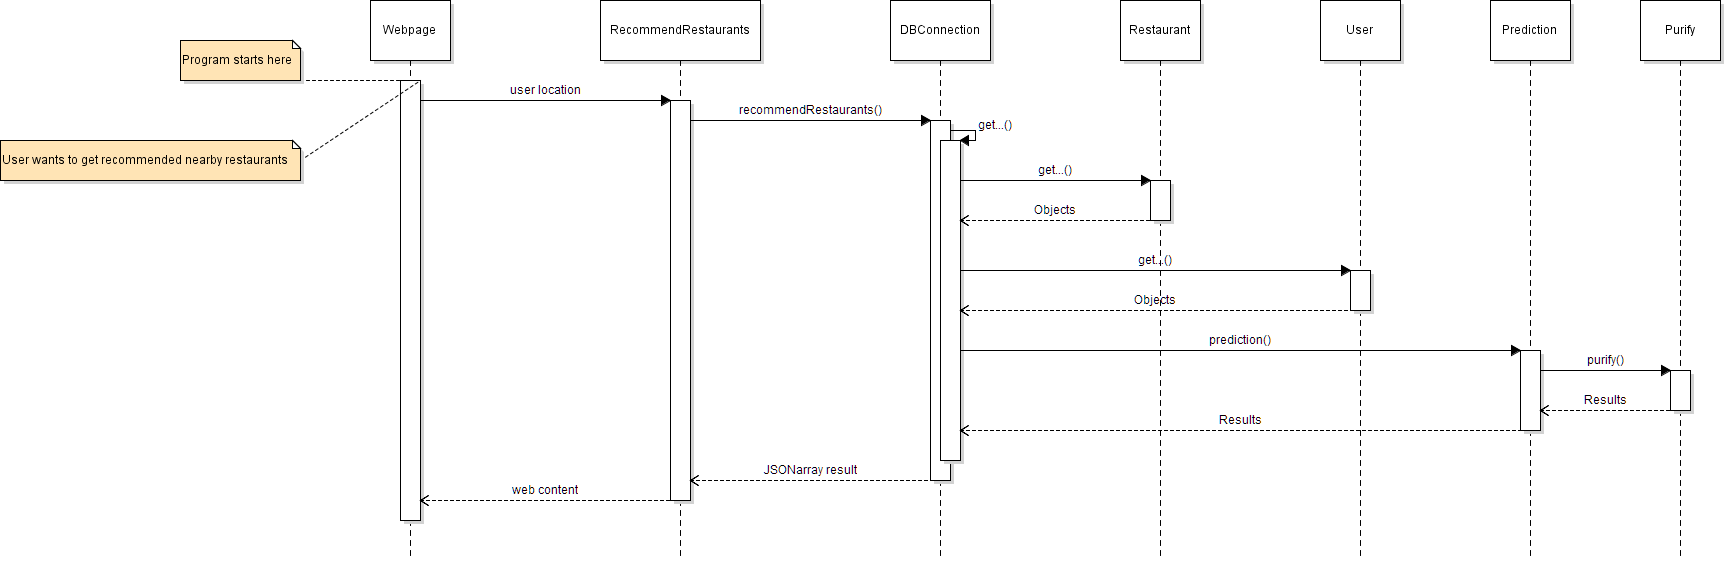 Webpage
RecommendRestaurants
DBConnection
Restaurant
User
Prediction
Purify
Program starts here
user location
recommendRestaurants()
get...()
User wants to get recommended nearby restaurants
get...()
Objects
get...()
Objects
prediction()
purify()
Results
Results
JSONarray result
web content